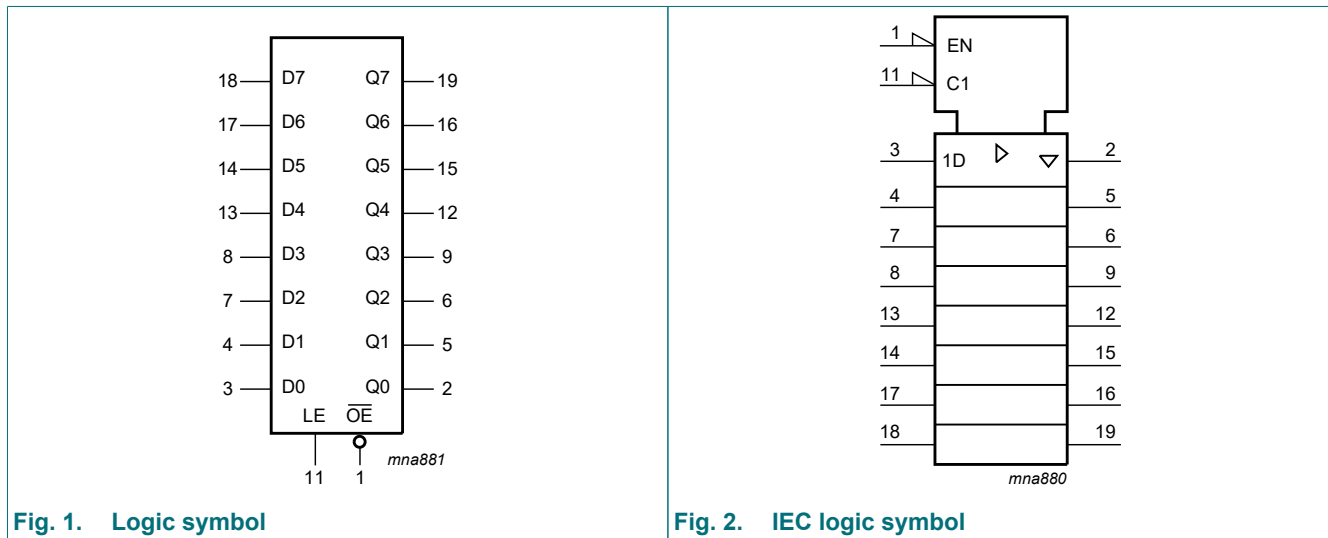 18 D7 Q7 19
17 D6 Q6 16
14 D5 Q5 15
13 D4 Q4 12
8 D3 Q3 9
7 D2 Q2 6
4 D1 Q1 5
3 D0 Q0 2
LE OE
11 1
mna881
Fig. 1. Logic symbol
1 EN
11 C1
3 1D 2
4 5
7 6
8 9
13 12
14 15
17 16
18 19
mna880
Fig. 2. IEC logic symbol